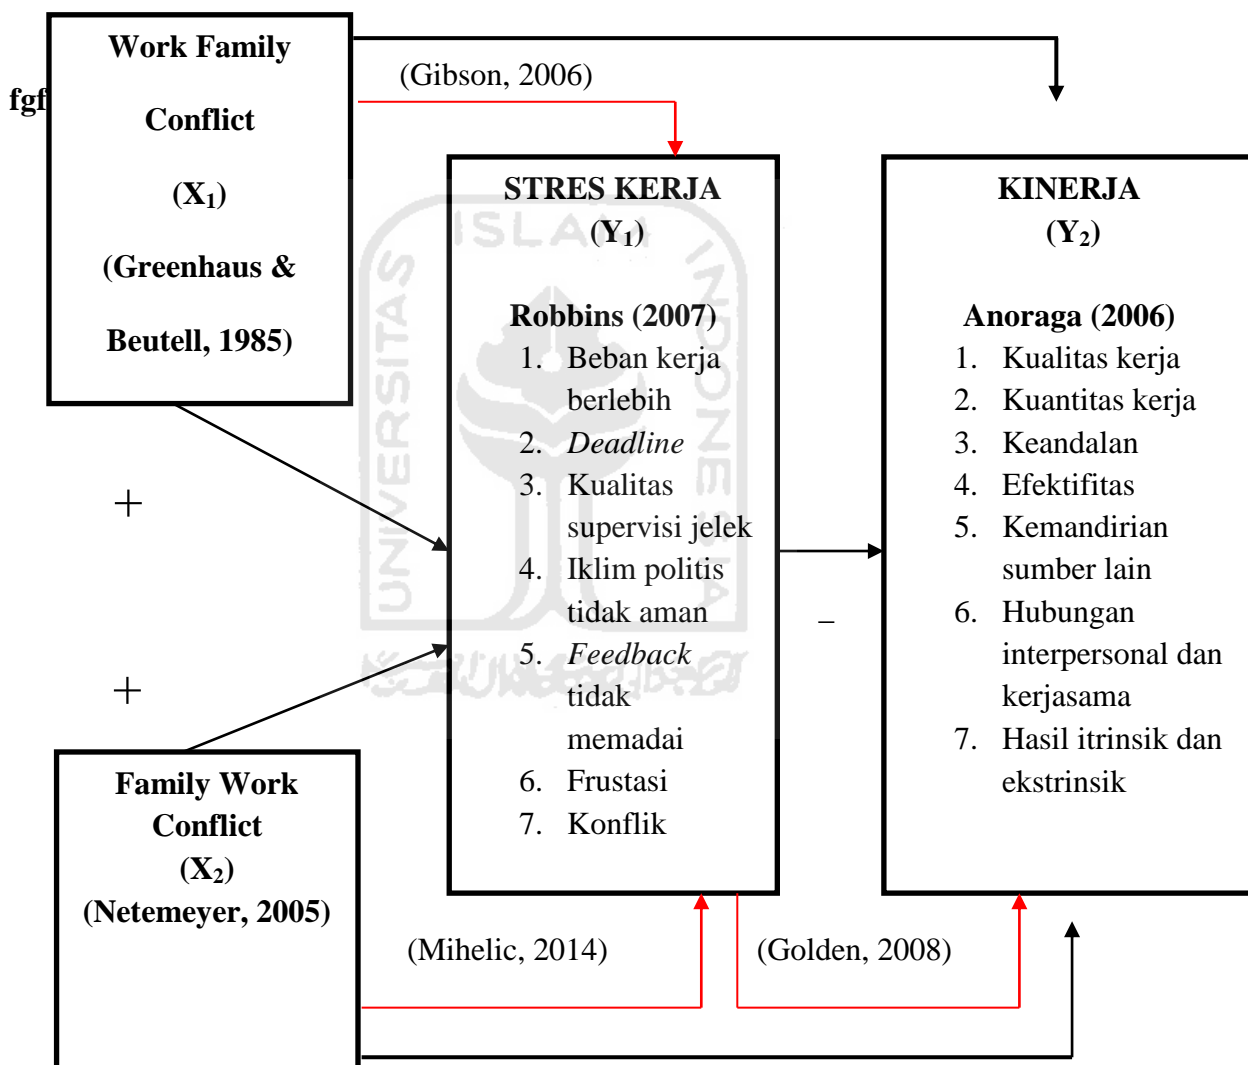 Work Family
Conflict
(X1)
(Greenhaus &
Beutell, 1985)
fgf
(Gibson, 2006)
STRES KERJA
(Y1)
Robbins (2007)
1. Beban kerja
berlebih
2. Deadline
3. Kualitas
supervisi jelek
4. Iklim politis
tidak aman
5. Feedback
tidak
memadai
6. Frustasi
7. Konflik
KINERJA
(Y2)
Anoraga (2006)
1. Kualitas kerja
2. Kuantitas kerja
3. Keandalan
4. Efektifitas
5. Kemandirian
sumber lain
6. Hubungan
interpersonal dan
kerjasama
7. Hasil itrinsik dan
ekstrinsik
+
+
–
Family Work
Conflict
(X2)
(Netemeyer, 2005)
(Mihelic, 2014)
(Golden, 2008)
UNIVERSITAS
ISLAM
INDONESIA